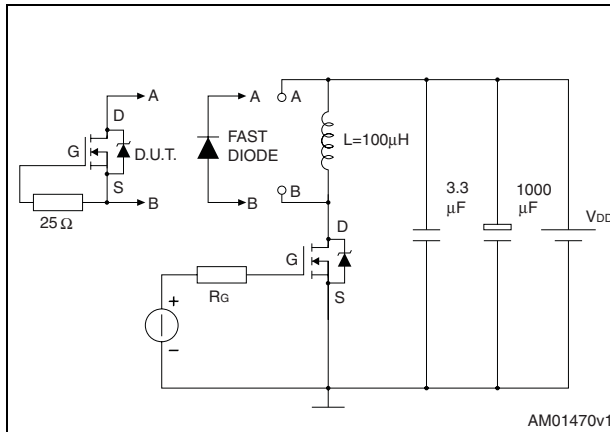 A
A
A
D
G
D.U.T.
S
B
25 Ω
FAST
DIODE
B
B
L=100µH
D
G
S
RG
+
–
3.3
µF
1000
µF
VDD
AM01470v1